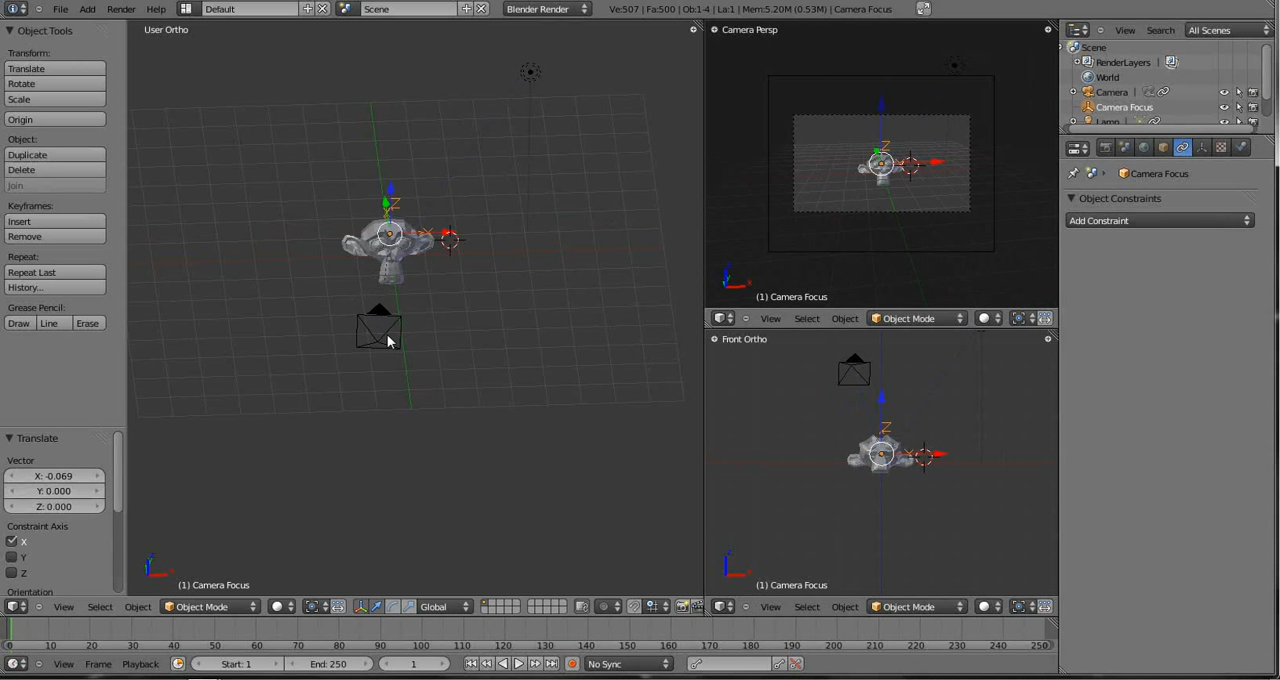 File Add Render Help Default Scene Blender Render Ve:507 | Fa:500 | Ob:1-4 | La:1 | Mem:5.20M (0.53M) | Camera Focus
Object Tools
Transform:
Translate
Rotate
Scale
Origin
Object:
Duplicate
Delete
Join
Keyframes:
Insert
Remove
Repeat:
Repeat Last
History...
Grease Pencil:
Draw Line Erase
Translate
Vector
X: -0.069
Y: 0.000
Z: 0.000
Constraint Axis
X
Y
Z
Orientation
User Ortho
Z
X
(1) Camera Focus
View Select Object Object Mode Global
Camera Persp
Z
(1) Camera Focus
View Select Object Object Mode
Front Ortho
Z
(1) Camera Focus
View Select Object Object Mode
View Search All Scenes
Scene
RenderLayers
World
Camera
Camera Focus
Lamp
Camera Focus
Object Constraints
Add Constraint
0 10 20 30 40 50 60 70 80 90 100 110 120 130 140 150 160 170 180 190 200 210 220 230 240 250
View Frame Playback Start: 1 End: 250 1 No Sync